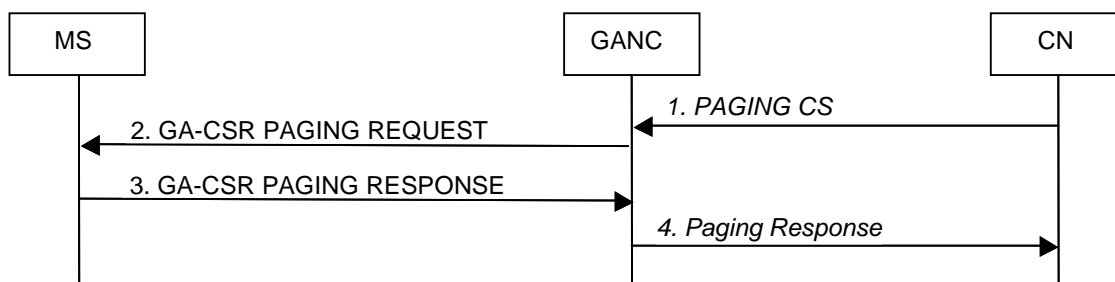 MS
GANC
CN
1. PAGING CS
2. GA-CSR PAGING REQUEST
3. GA-CSR PAGING RESPONSE
4. Paging Response